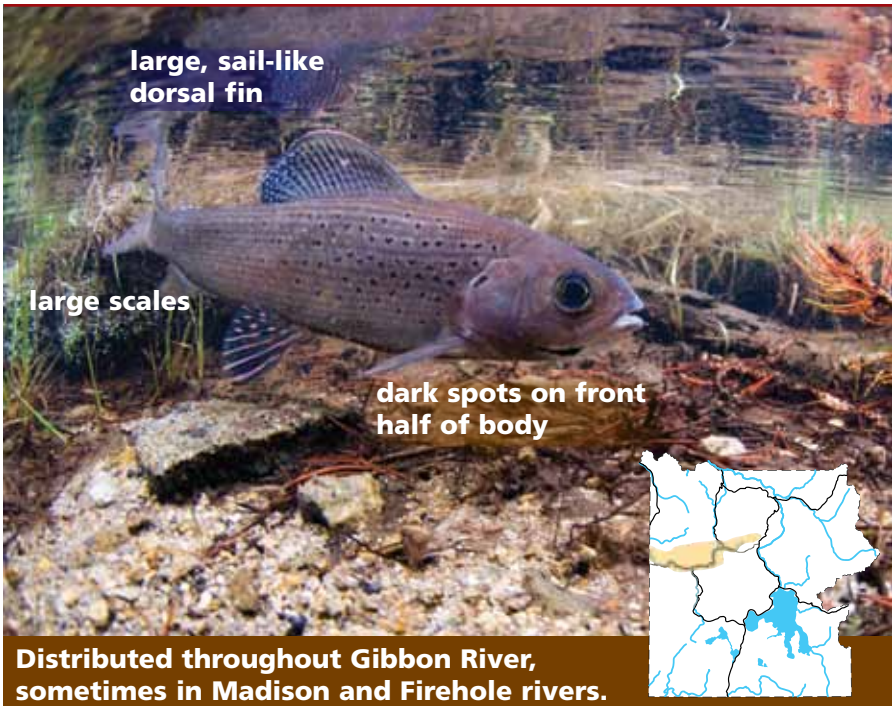 large, sail-like
dorsal fin
large scales
dark spots on front
half of body
Distributed throughout Gibbon River,
sometimes in Madison and Firehole rivers.